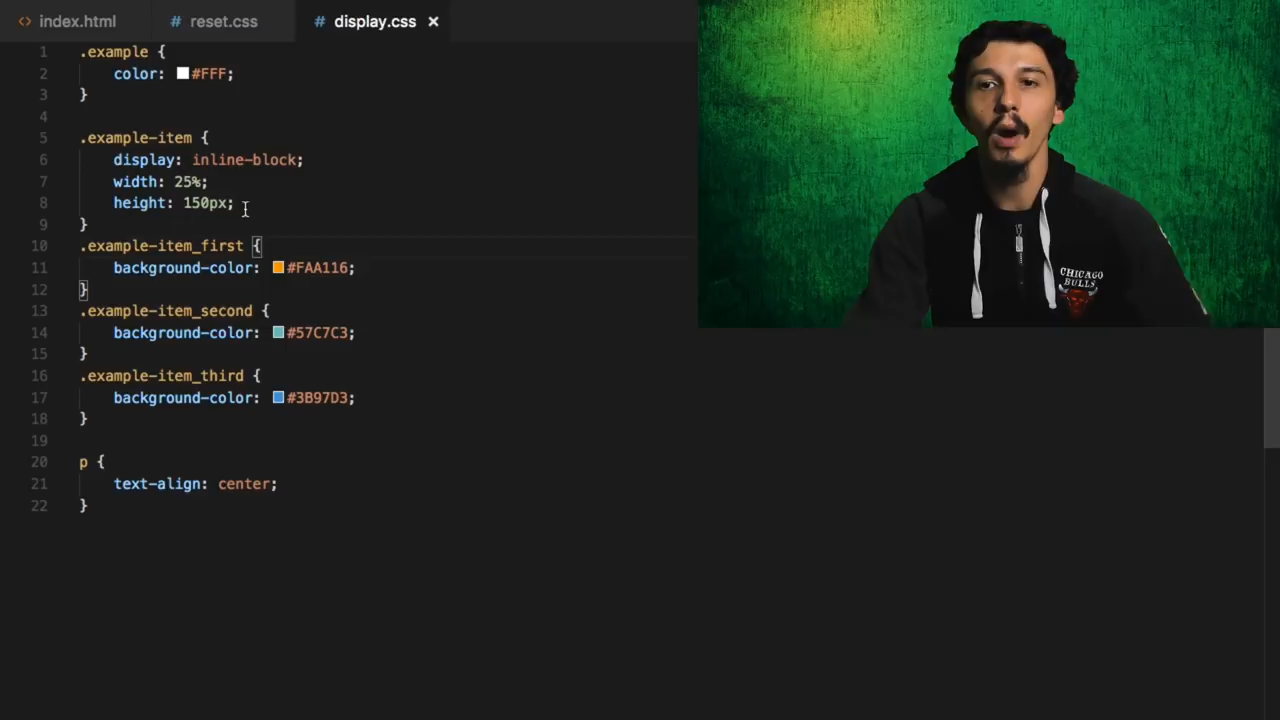 index.html reset.css display.css
1 .example {
2 color: #FFF;
3 }
4
5 .example-item {
6 display: inline-block;
7 width: 25%;
8 height: 150px;
9 }
10 .example-item_first {
11 background-color: #FAA116;
12 }
13 .example-item_second {
14 background-color: #57C7C3;
15 }
16 .example-item_third {
17 background-color: #3B97D3;
18 }
19
20 p {
21 text-align: center;
22 }
CHICAGO
BULLS